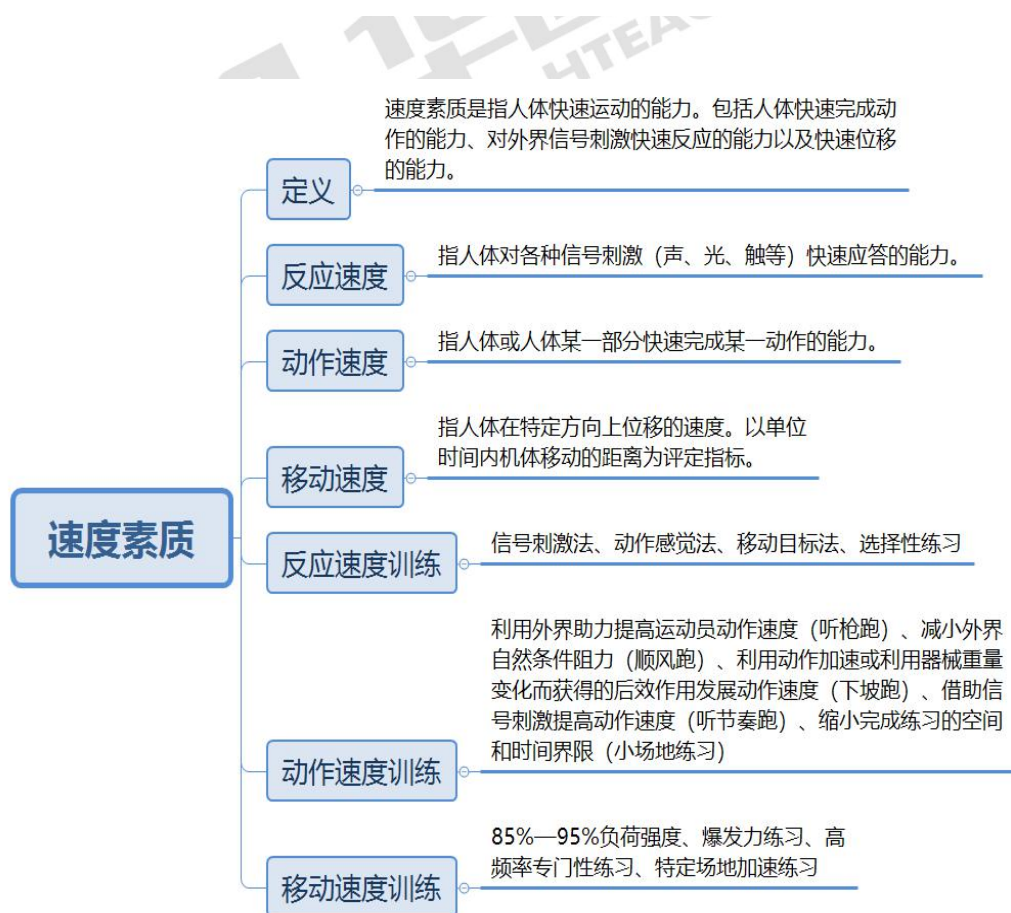 HTEAC
速度素质是指人体快速运动的能力。包括人体快速完成动
作的能力、对外界信号刺激快速反应的能力以及快速位移
的能力。
定义
指人体对各种信号刺激（声、光、触等）快速应答的能力。
反应速度
指人体或人体某一部分快速完成某一动作的能力。
动作速度
指人体在特定方向上位移的速度。以单位
时间内机体移动的距离为评定指标。
移动速度
速度素质
信号刺激法、动作感觉法、移动目标法、选择性练习
反应速度训练
利用外界助力提高运动员动作速度（听枪跑）、减小外界
自然条件阻力（顺风跑）、利用动作加速或利用器械重量
变化而获得的后效作用发展动作速度（下坡跑）、借助信
号刺激提高动作速度（听节奏跑）、缩小完成练习的空间
和时间界限（小场地练习）
动作速度训练
85%—95%负荷强度、爆发力练习、高
频率专门性练习、特定场地加速练习
移动速度训练